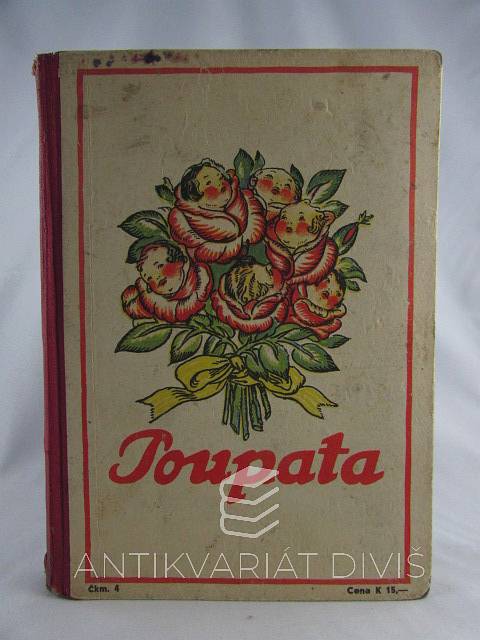 Poupata
ANTIKVARIÁT DIVIŠ
Čkm. 4
Cena K 15,—